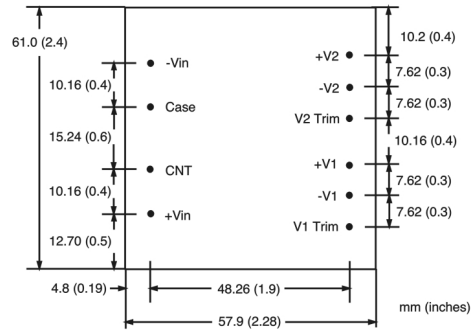 61.0 (2.4)
10.2 (0.4)
-Vin
+V2
7.62 (0.3)
10.16 (0.4)
-V2
Case
7.62 (0.3)
V2 Trim
15.24 (0.6)
10.16 (0.4)
CNT
+V1
7.62 (0.3)
10.16 (0.4)
-V1
+Vin
7.62 (0.3)
V1 Trim
12.70 (0.5)
4.8 (0.19)
48.26 (1.9)
mm (inches)
57.9 (2.28)